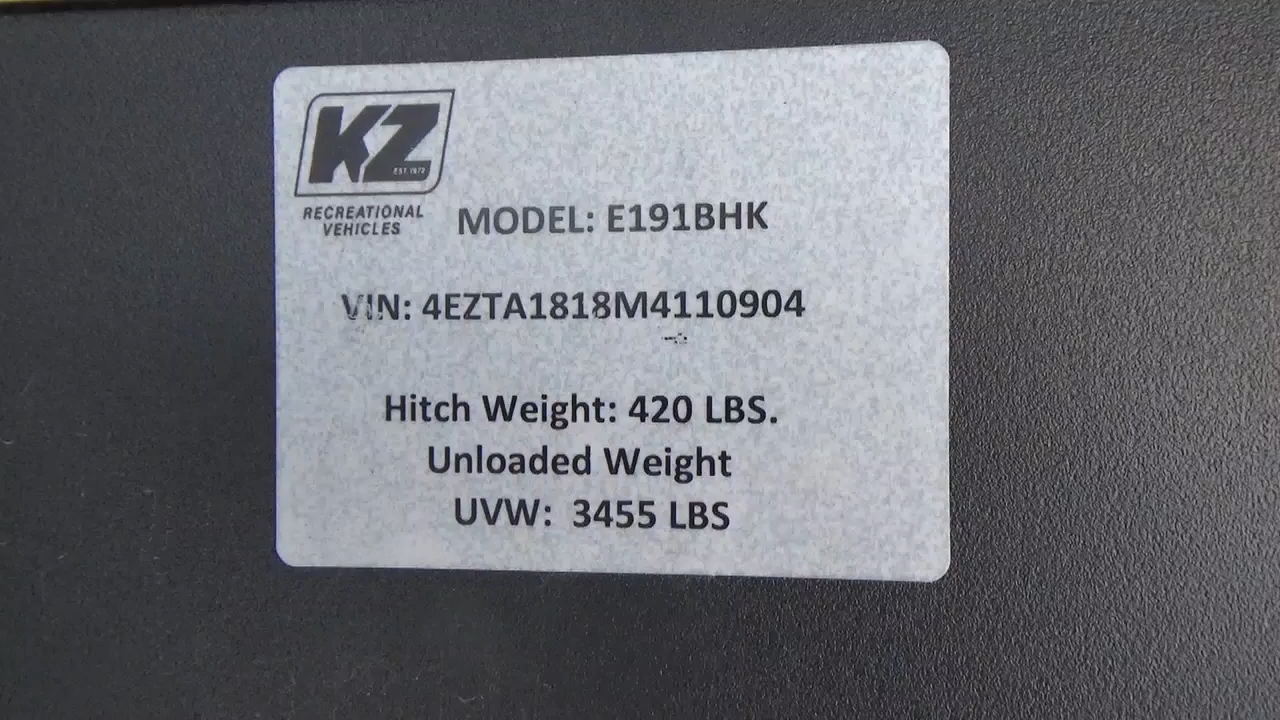 KZ
EST. 1972
RECREATIONAL
VEHICLES
MODEL: E191BHK
VIN: 4EZTA1818M4110904
Hitch Weight: 420 LBS.
Unloaded Weight
UVW: 3455 LBS